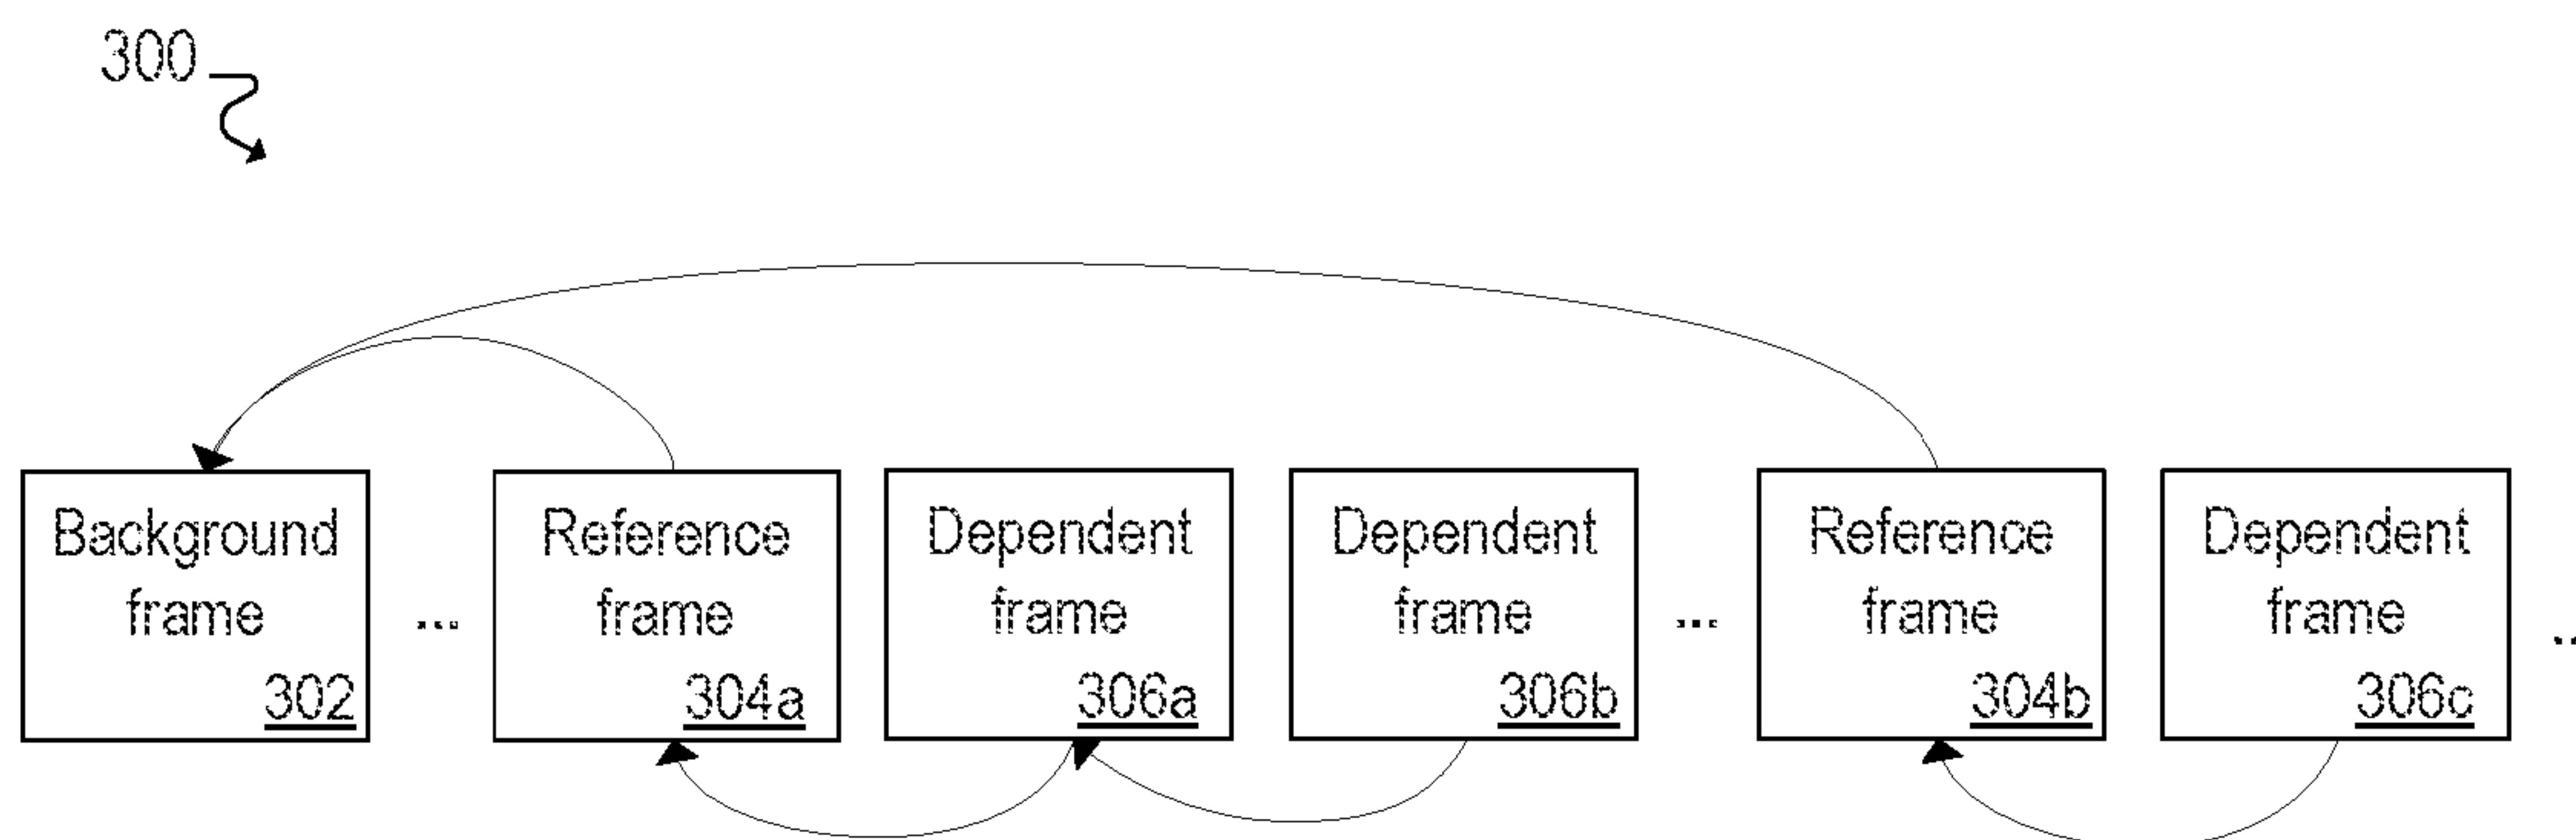 300
Background
frame
302
...
Reference
frame
304a
Dependent
frame
306a
Dependent
frame
306b
...
Reference
frame
304b
Dependent
frame
306c
..